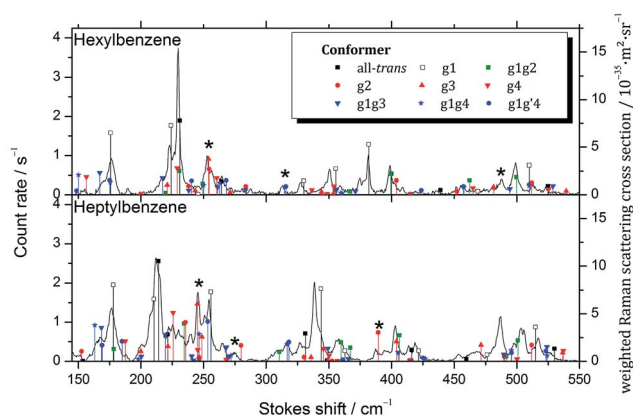 Hexylbenzene
Conformer
all-trans
g1
g1g2
g2
g3
g4
g1g3
g1g4
g1g'4
4
3
2
1
0
15
10
5
0
*
*
*
Count rate / s⁻¹
weighted Raman scattering cross section / 10⁻³⁵·m²·sr⁻¹
Heptylbenzene
4
3
2
1
0
15
10
5
0
*
*
*
150 200 250 300 350 400 450 500 550
Stokes shift / cm⁻¹
Count rate / s⁻¹